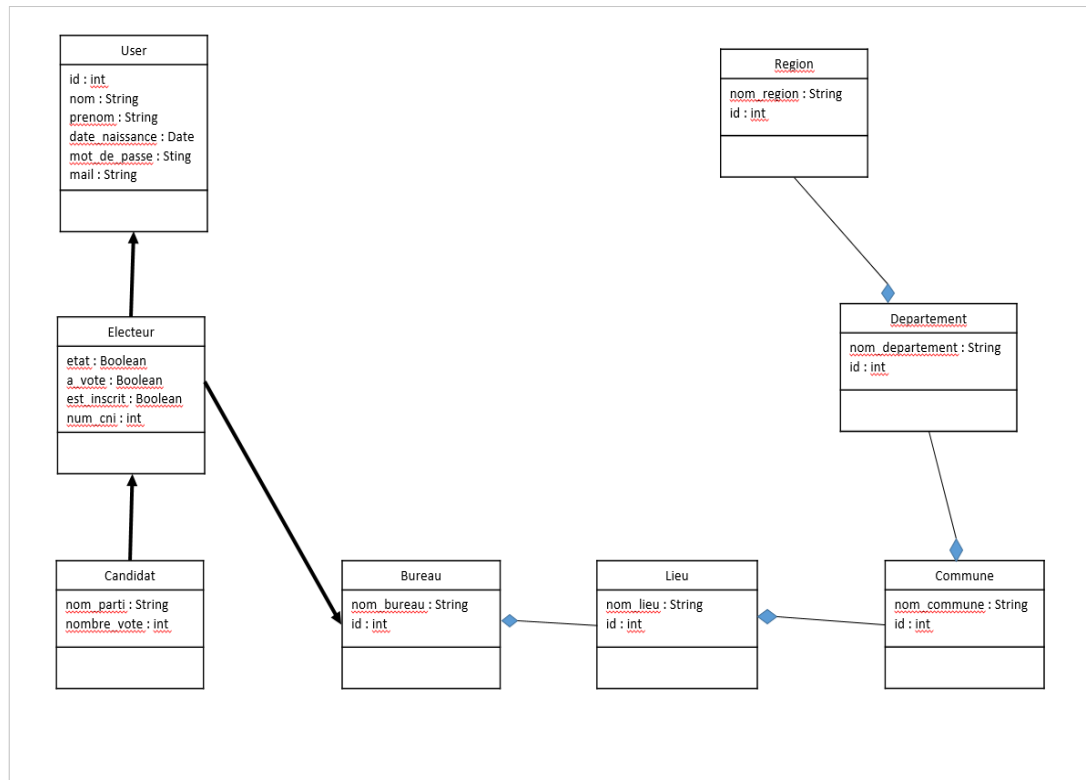 User
id : int
nom : String
prenom : String
date_naissance : Date
mot_de_passe : Sting
mail : String
Region
nom_region : String
id : int
Electeur
etat : Boolean
a_vote : Boolean
est_inscrit : Boolean
num_cni : int
Departement
nom_departement : String
id : int
Candidat
nom_parti : String
nombre_vote : int
Bureau
nom_bureau : String
id : int
Lieu
nom_lieu : String
id : int
Commune
nom_commune : String
id : int